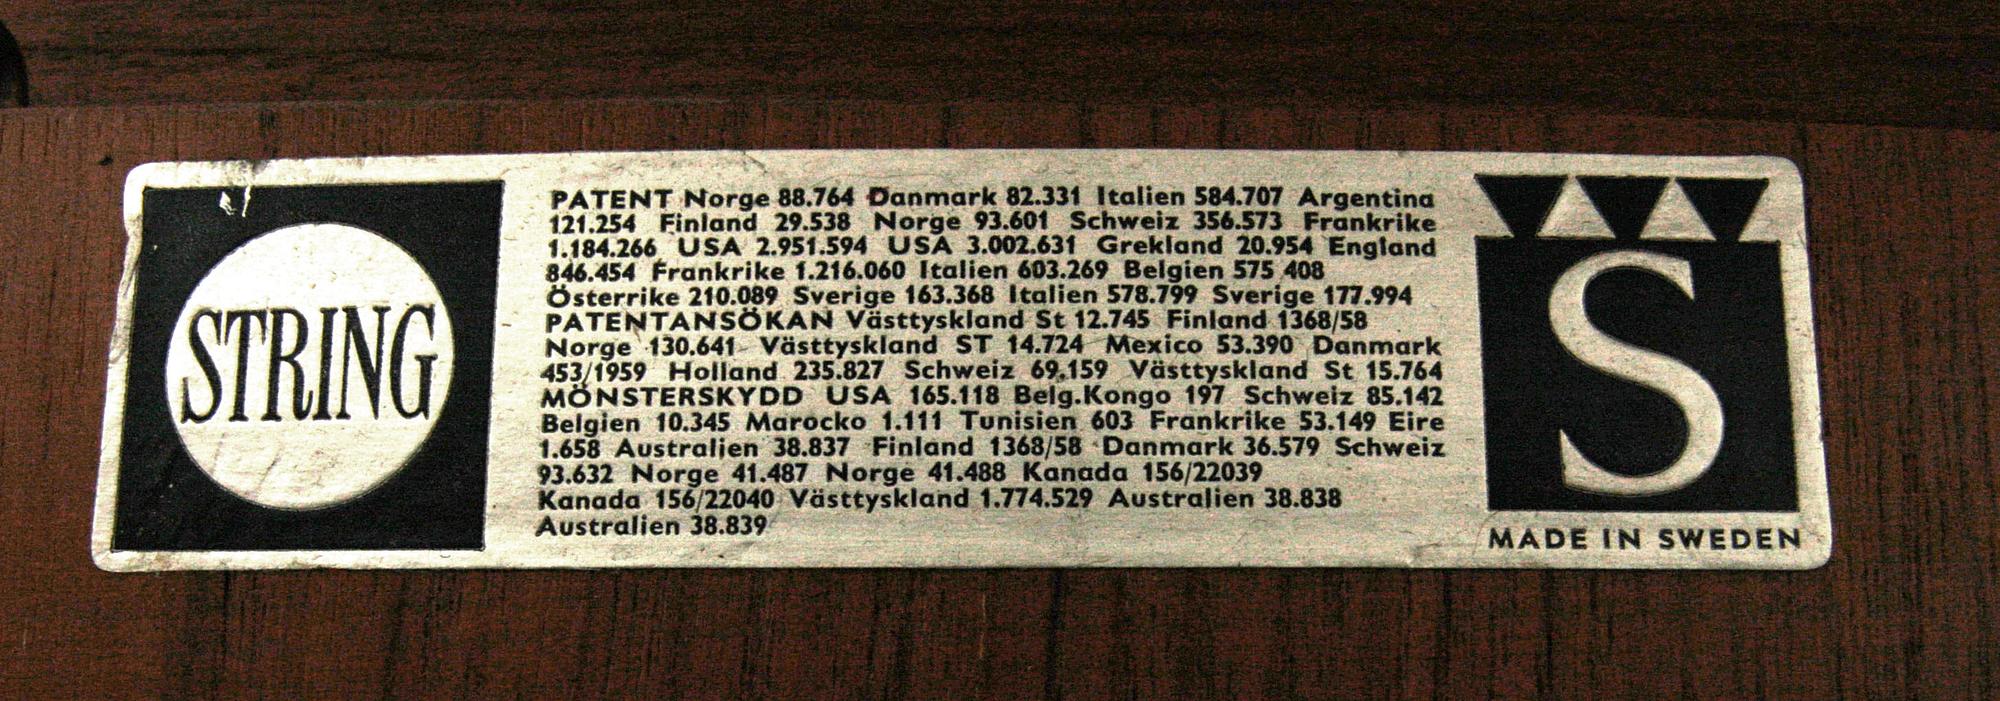 STRING
PATENT Norge 88.764 Danmark 82.331 Italien 584.707 Argentina
121.254 Finland 29.538 Norge 93.601 Schweiz 356.573 Frankrike
1.184.266 USA 2.951.594 USA 3.002.631 Grekland 20.954 England
846.454 Frankrike 1.216.060 Italien 603.269 Belgien 575 408
Österrike 210.089 Sverige 163.368 Italien 578.799 Sverige 177.994
PATENTANSÖKAN Västtyskland St 12.745 Finland 1368/58
Norge 130.641 Västtyskland ST 14.724 Mexico 53.390 Danmark
453/1959 Holland 235.827 Schweiz 69.159 Västtyskland St 15.764
MÖNSTERSKYDD USA 165.118 Belg.Kongo 197 Schweiz 85.142
Belgien 10.345 Marocko 1.111 Tunisien 603 Frankrike 53.149 Eire
1.658 Australien 38.837 Finland 1368/58 Danmark 36.579 Schweiz
93.632 Norge 41.487 Norge 41.488 Kanada 156/22039
Kanada 156/22040 Västtyskland 1.774.529 Australien 38.838
Australien 38.839
S
MADE IN SWEDEN